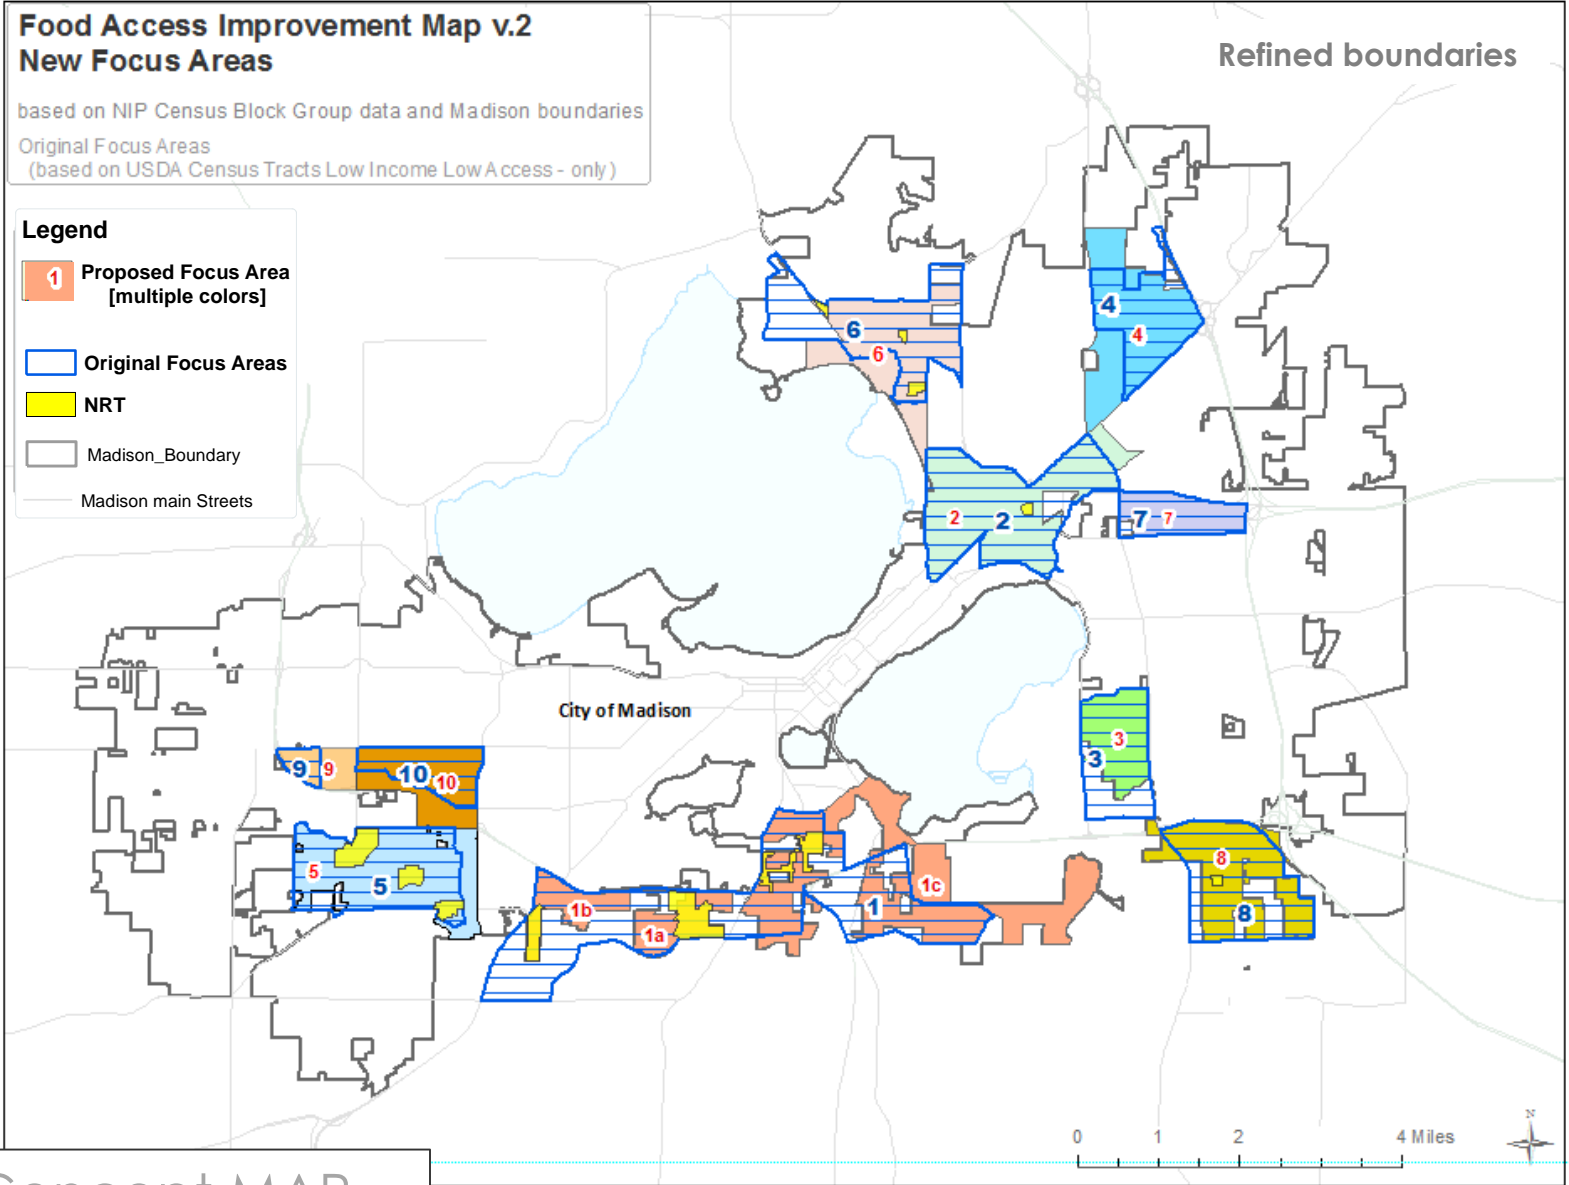 Food Access Improvement Map v.2
New Focus Areas
based on NIP Census Block Group data and Madison boundaries
Original Focus Areas
(based on USDA Census Tracts Low Income Low Access - only)
Refined boundaries
Legend
1 Proposed Focus Area
[multiple colors]
Original Focus Areas
NRT
Madison_Boundary
Madison main Streets
4
4
6
6
2
2
7
7
City of Madison
3
3
9
9
10
10
5
5
8
8
1b
1a
1
1c
N
0 1 2 4 Miles
Concept MAP